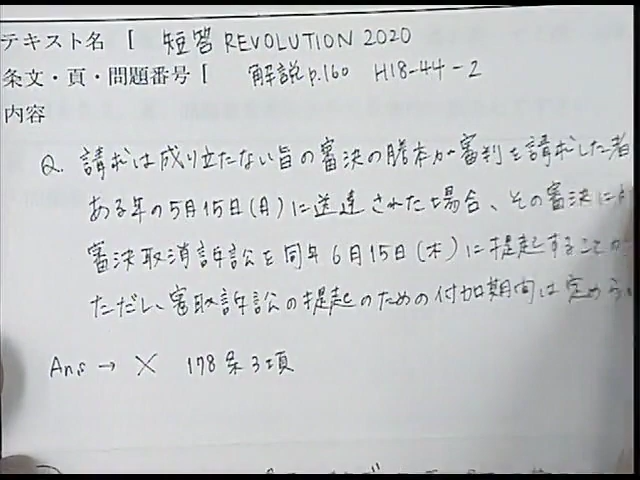 テキスト名 [ 短答 REVOLUTION 2020
条文・頁・問題番号 [ 解説 p.160 H18-44-2
内容
Q. 請求は成り立たない旨の審決の謄本が審判を請求した者
ある年の5月15日(月)に送達された場合、その審決に
審決取消訴訟を同年6月15日(木)に提起することが
ただし、審取訴訟の提起のための付加期間は定めら
Ans → × 178条3項